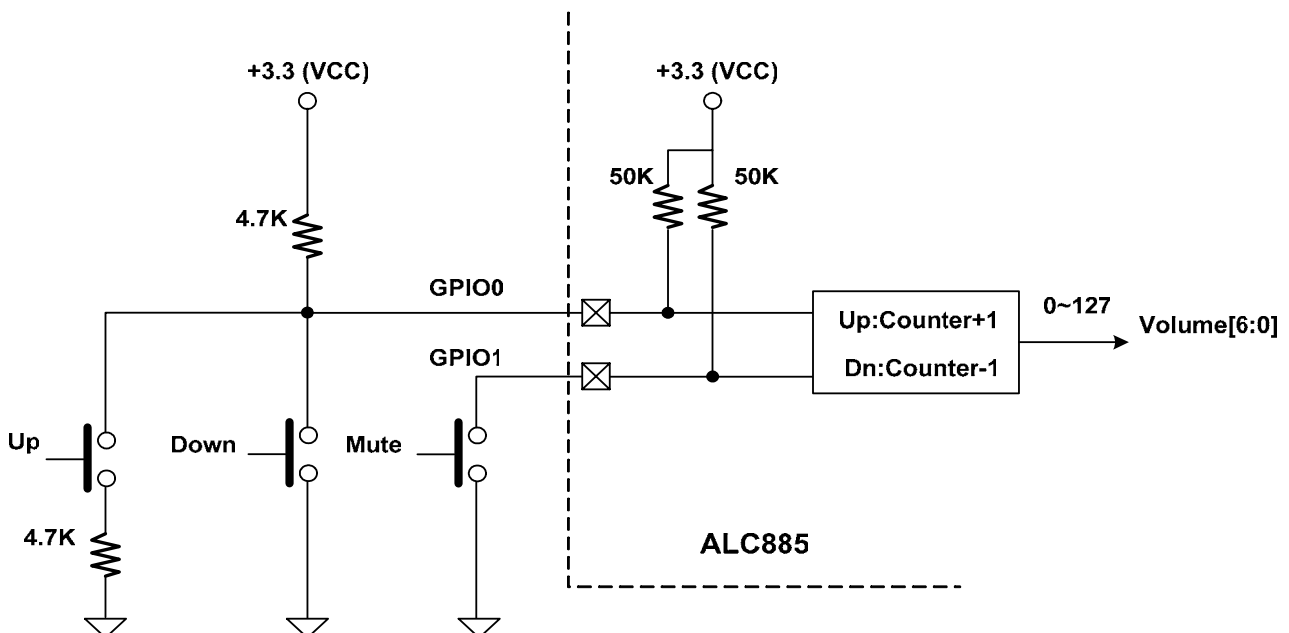 +3.3 (VCC)
+3.3 (VCC)
50K
50K
4.7K
GPIO0
Up:Counter+1
0~127
Volume[6:0]
GPIO1
Dn:Counter-1
Up
Down
Mute
4.7K
ALC885